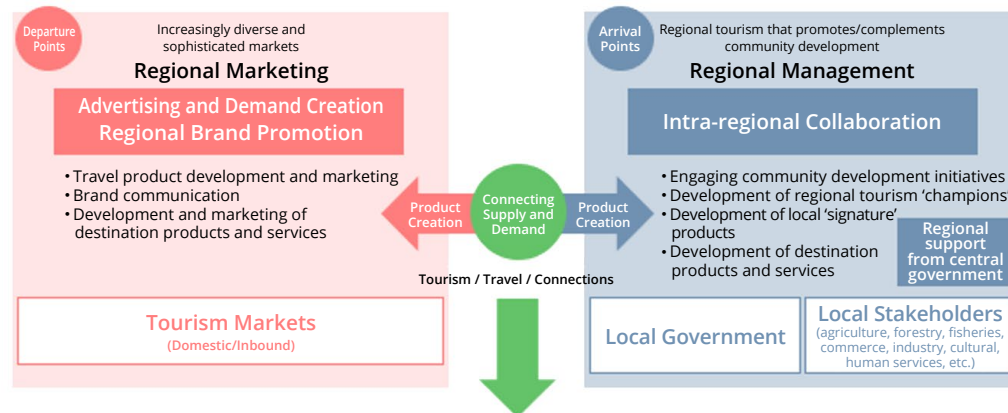 Departure
Points
Increasingly diverse and
sophisticated markets
Regional Marketing
Advertising and Demand Creation
Regional Brand Promotion
• Travel product development and marketing
• Brand communication
• Development and marketing of
destination products and services
Tourism Markets
(Domestic/Inbound)
Product
Creation
Connecting
Supply and
Demand
Product
Creation
Tourism / Travel / Connections
Arrival
Points
Regional tourism that promotes/complements
community development
Regional Management
Intra-regional Collaboration
• Engaging community development initiatives
• Development of regional tourism ‘champions’
• Development of local ‘signature’
products
• Development of destination
products and services
Regional
support
from central
government
Local Government
Local Stakeholders
(agriculture, forestry, fisheries,
commerce, industry, cultural,
human services, etc.)